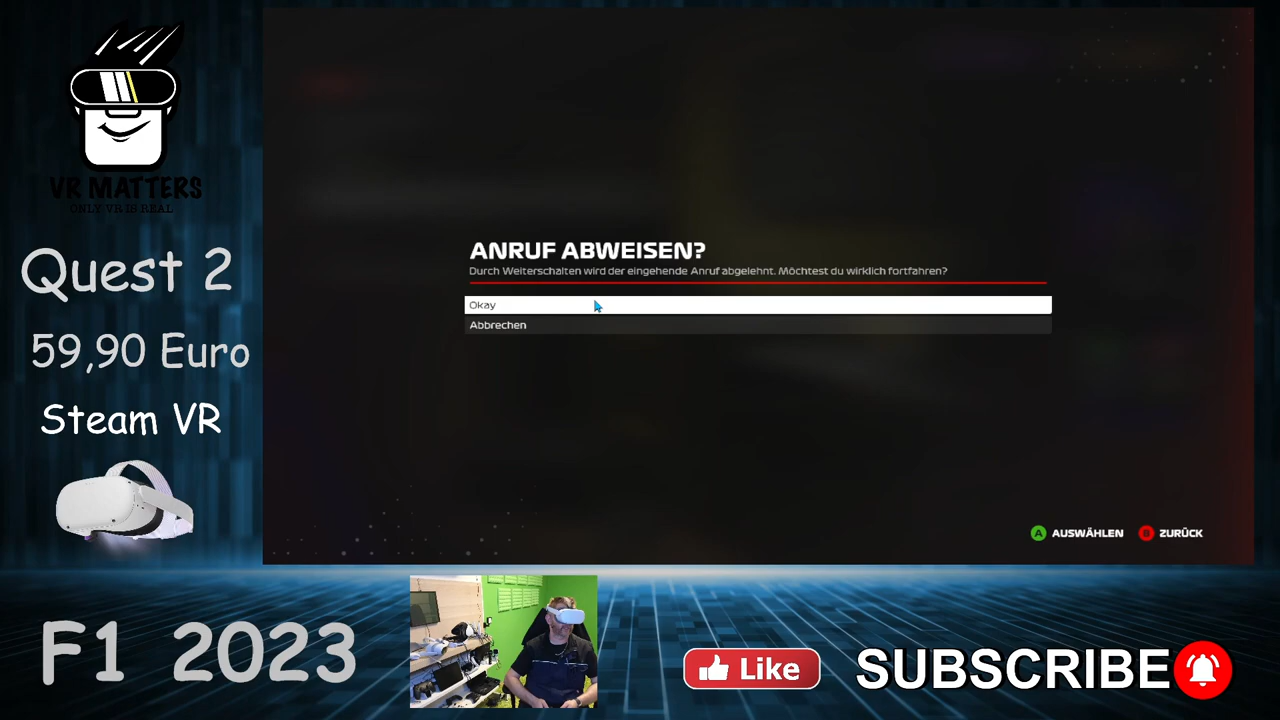 VR MATTERS
ONLY VR IS REAL
Quest 2
59,90 Euro
Steam VR
ANRUF ABWEISEN?
Durch Weiterschalten wird der eingehende Anruf abgelehnt. Möchtest du wirklich fortfahren?
Okay
Abbrechen
A AUSWÄHLEN B ZURÜCK
F1 2023
Like
SUBSCRIBE